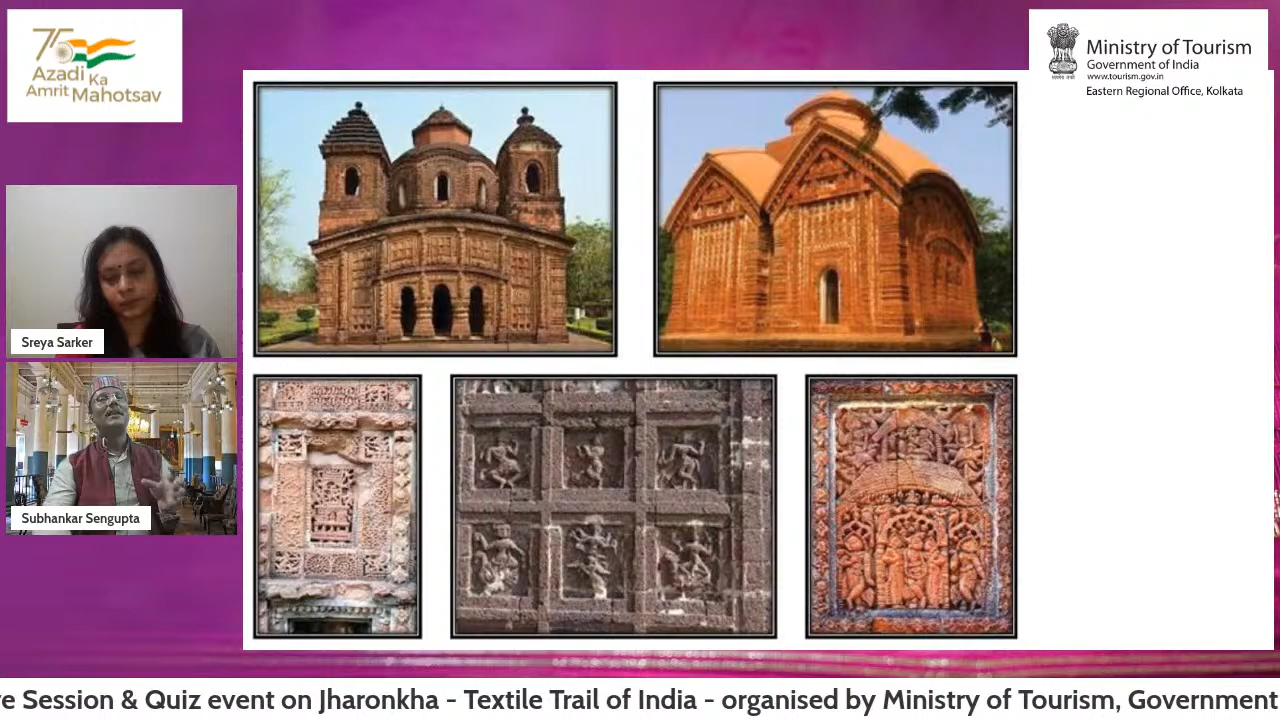 75
Azadi Ka
Amrit Mahotsav
Ministry of Tourism
Government of India
www.tourism.gov.in
Eastern Regional Office, Kolkata
Sreya Sarker
Subhankar Sengupta
e Session & Quiz event on Jharonkha - Textile Trail of India - organised by Ministry of Tourism, Government